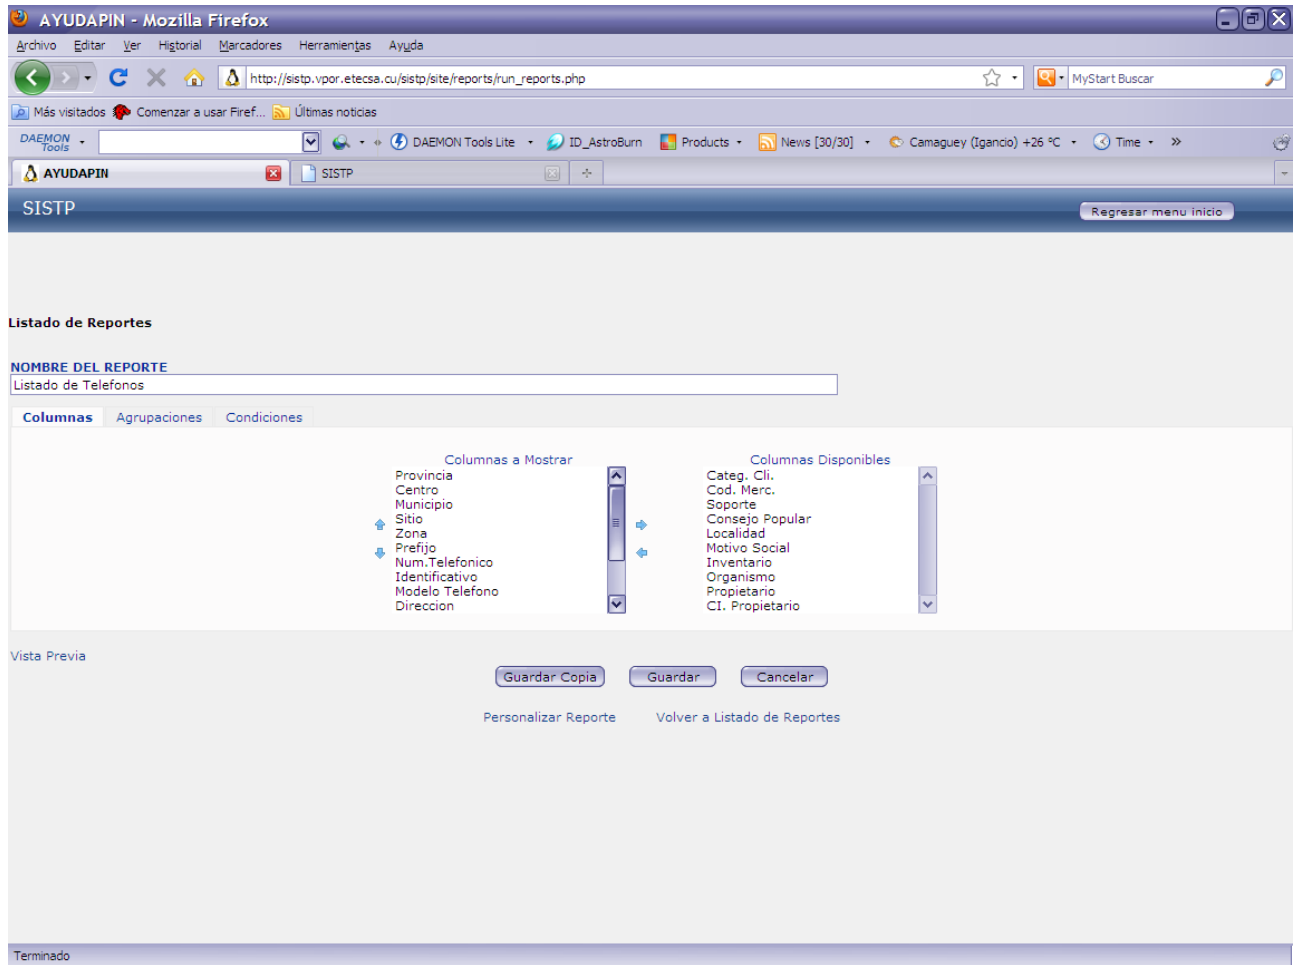 AYUDAPIN - Mozilla Firefox
Archivo Editar Ver Historial Marcadores Herramientas Ayuda
http://sistp.vpor.etecsa.cu/sistp/site/reports/run_reports.php MyStart Buscar
Más visitados Comenzar a usar Firef... Últimas noticias
DAEMON Tools DAEMON Tools Lite ID_AstroBurn Products News [30/30] Camaguey (Igancio) +26 ºC Time »
AYUDAPIN SISTP
SISTP Regresar menu inicio
Listado de Reportes
NOMBRE DEL REPORTE
Listado de Telefonos
Columnas Agrupaciones Condiciones
Columnas a Mostrar
Provincia
Centro
Municipio
Sitio
Zona
Prefijo
Num.Telefonico
Identificativo
Modelo Telefono
Direccion
Columnas Disponibles
Categ. Cli.
Cod. Merc.
Soporte
Consejo Popular
Localidad
Motivo Social
Inventario
Organismo
Propietario
CI. Propietario
Vista Previa
Guardar Copia Guardar Cancelar
Personalizar Reporte Volver a Listado de Reportes
Terminado